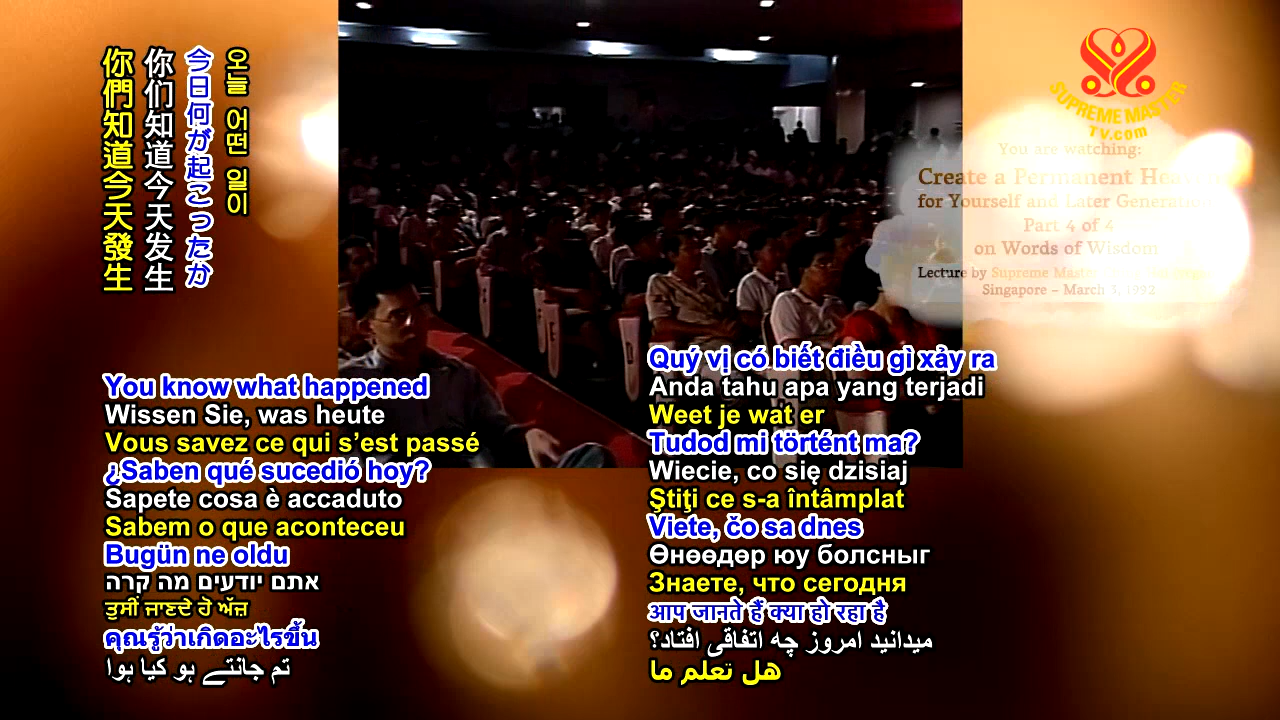 你們知道今天發生
你们知道今天发生
今日何が起こったか
오늘 어떤 일이
SUPREME MASTER
TV.com
You are watching:
Create a Permanent
for Yourself and Later
Part 4 of 4
on Words of Wisdom
Lecture by Supreme Master
Singapore – March 1992
You know what happened
Wissen Sie, was heute
Vous savez ce qui s’est passé
¿Saben qué sucedió hoy?
Sapete cosa è accaduto
Sabem o que aconteceu
Bugün ne oldu
אתם יודעים מה קרה
ਤੁਸੀਂ ਜਾਣਦੇ ਹੋ ਅੱਜ਼
คุณรู้ว่าเกิดอะไรขึ้น
تم جانتے ہو کیا ہوا
Quý vị có biết điều gì xảy ra
Anda tahu apa yang terjadi
Weet je wat er
Tudod mi történt ma?
Wiecie, co się dzisiaj
Ştiţi ce s-a întâmplat
Viete, čo sa dnes
Өнөөдөр юу болсныг
Знаете, что сегодня
आप जानते हैं क्या हो रहा है
میدانید امروز چه اتفاقی افتاد؟
هل تعلم ما